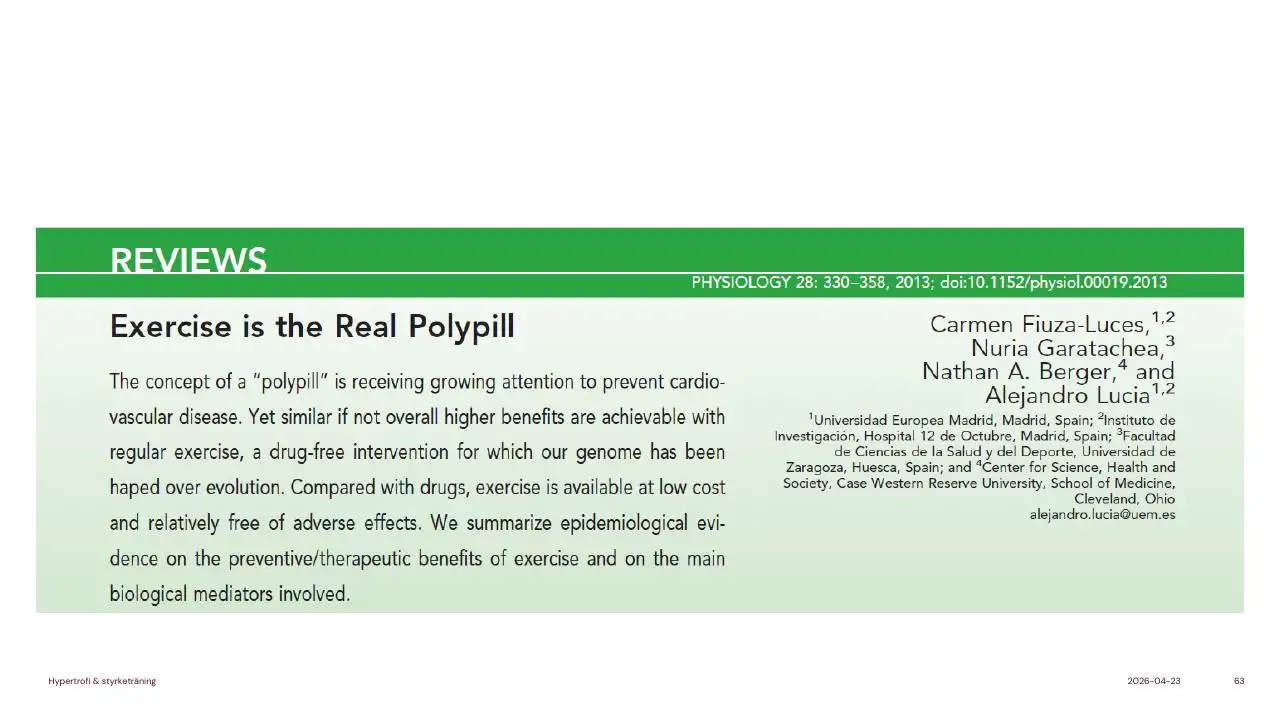 REVIEWS
PHYSIOLOGY 28: 330–358, 2013; doi:10.1152/physiol.00019.2013
Exercise is the Real Polypill
The concept of a “polypill” is receiving growing attention to prevent cardio-
vascular disease. Yet similar if not overall higher benefits are achievable with
regular exercise, a drug-free intervention for which our genome has been
haped over evolution. Compared with drugs, exercise is available at low cost
and relatively free of adverse effects. We summarize epidemiological evi-
dence on the preventive/therapeutic benefits of exercise and on the main
biological mediators involved.
Carmen Fiuza-Luces,¹,²
Nuria Garatachea,³
Nathan A. Berger,⁴ and
Alejandro Lucia¹,²
¹Universidad Europea Madrid, Madrid, Spain; ²Instituto de
Investigación, Hospital 12 de Octubre, Madrid, Spain; ³Facultad
de Ciencias de la Salud y del Deporte, Universidad de
Zaragoza, Huesca, Spain; and ⁴Center for Science, Health and
Society, Case Western Reserve University, School of Medicine,
Cleveland, Ohio
alejandro.lucia@uem.es
Hypertrofi & styrketräning
2026-04-23
63